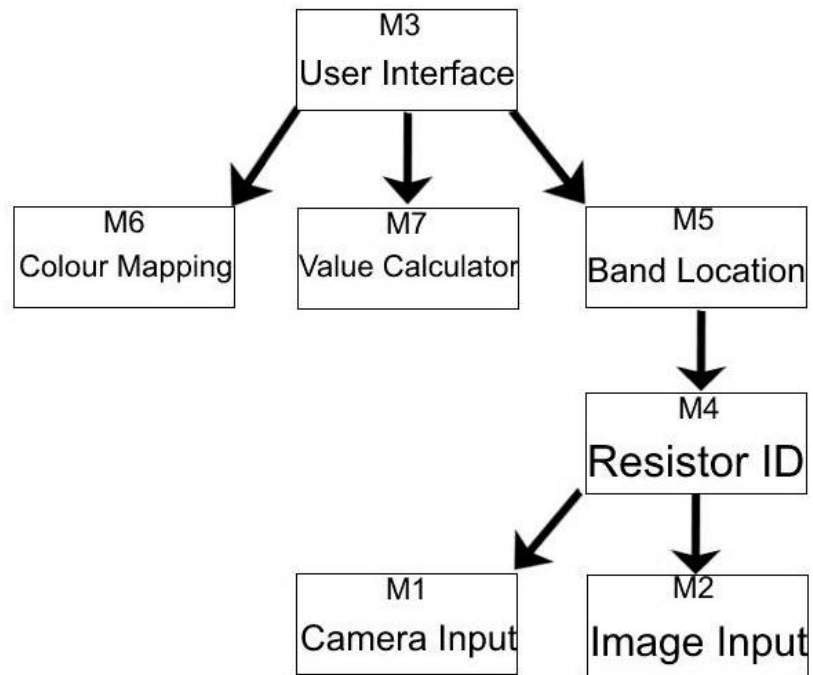 M3
User Interface
M6
Colour Mapping
M7
Value Calculator
M5
Band Location
M4
Resistor ID
M1
Camera Input
M2
Image Input